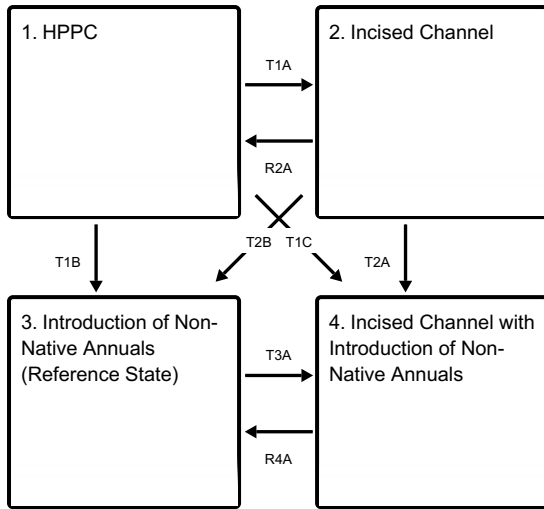 1. HPPC
2. Incised Channel
T1A
R2A
T2B
T1C
T1B
T2A
3. Introduction of Non-
Native Annuals
(Reference State)
4. Incised Channel with
Introduction of Non-
Native Annuals
T3A
R4A